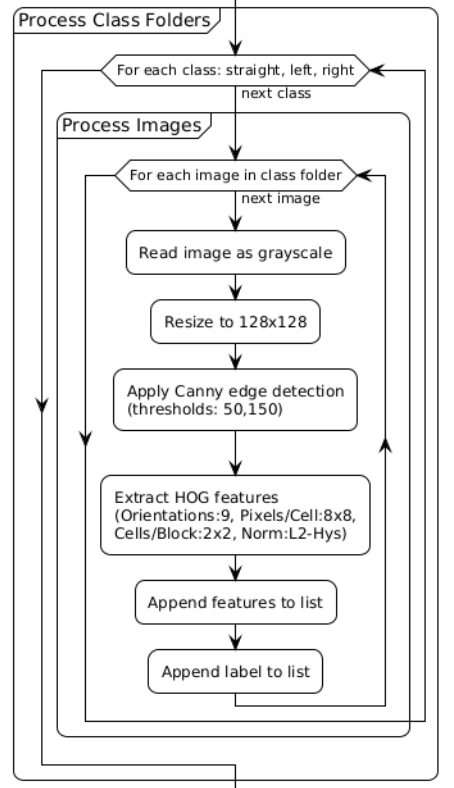 Process Class Folders
For each class: straight, left, right
next class
Process Images
For each image in class folder
next image
Read image as grayscale
Resize to 128x128
Apply Canny edge detection
(thresholds: 50,150)
Extract HOG features
(Orientations:9, Pixels/Cell:8x8,
Cells/Block:2x2, Norm:L2-Hys)
Append features to list
Append label to list